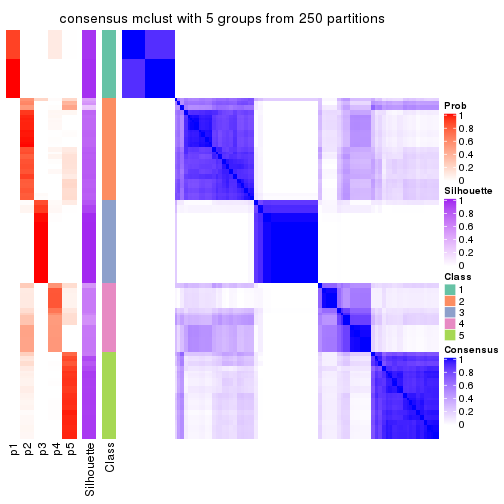 consensus mclust with 5 groups from 250 partitions
Prob
1
0.8
0.6
0.4
0.2
0
Silhouette
1
0.8
0.6
0.4
0.2
0
Class
1
2
3
4
5
Consensus
1
0.8
0.6
0.4
0.2
0
p1
p2
p3
p4
p5
Silhouette
Class